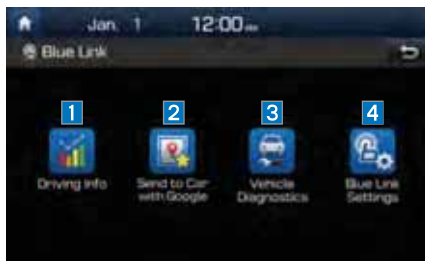 Jan. 1 12:00
Blue Link
1 2 3 4
Driving Info
Send to Car
with Google
Vehicle
Diagnostics
Blue Link
Settings